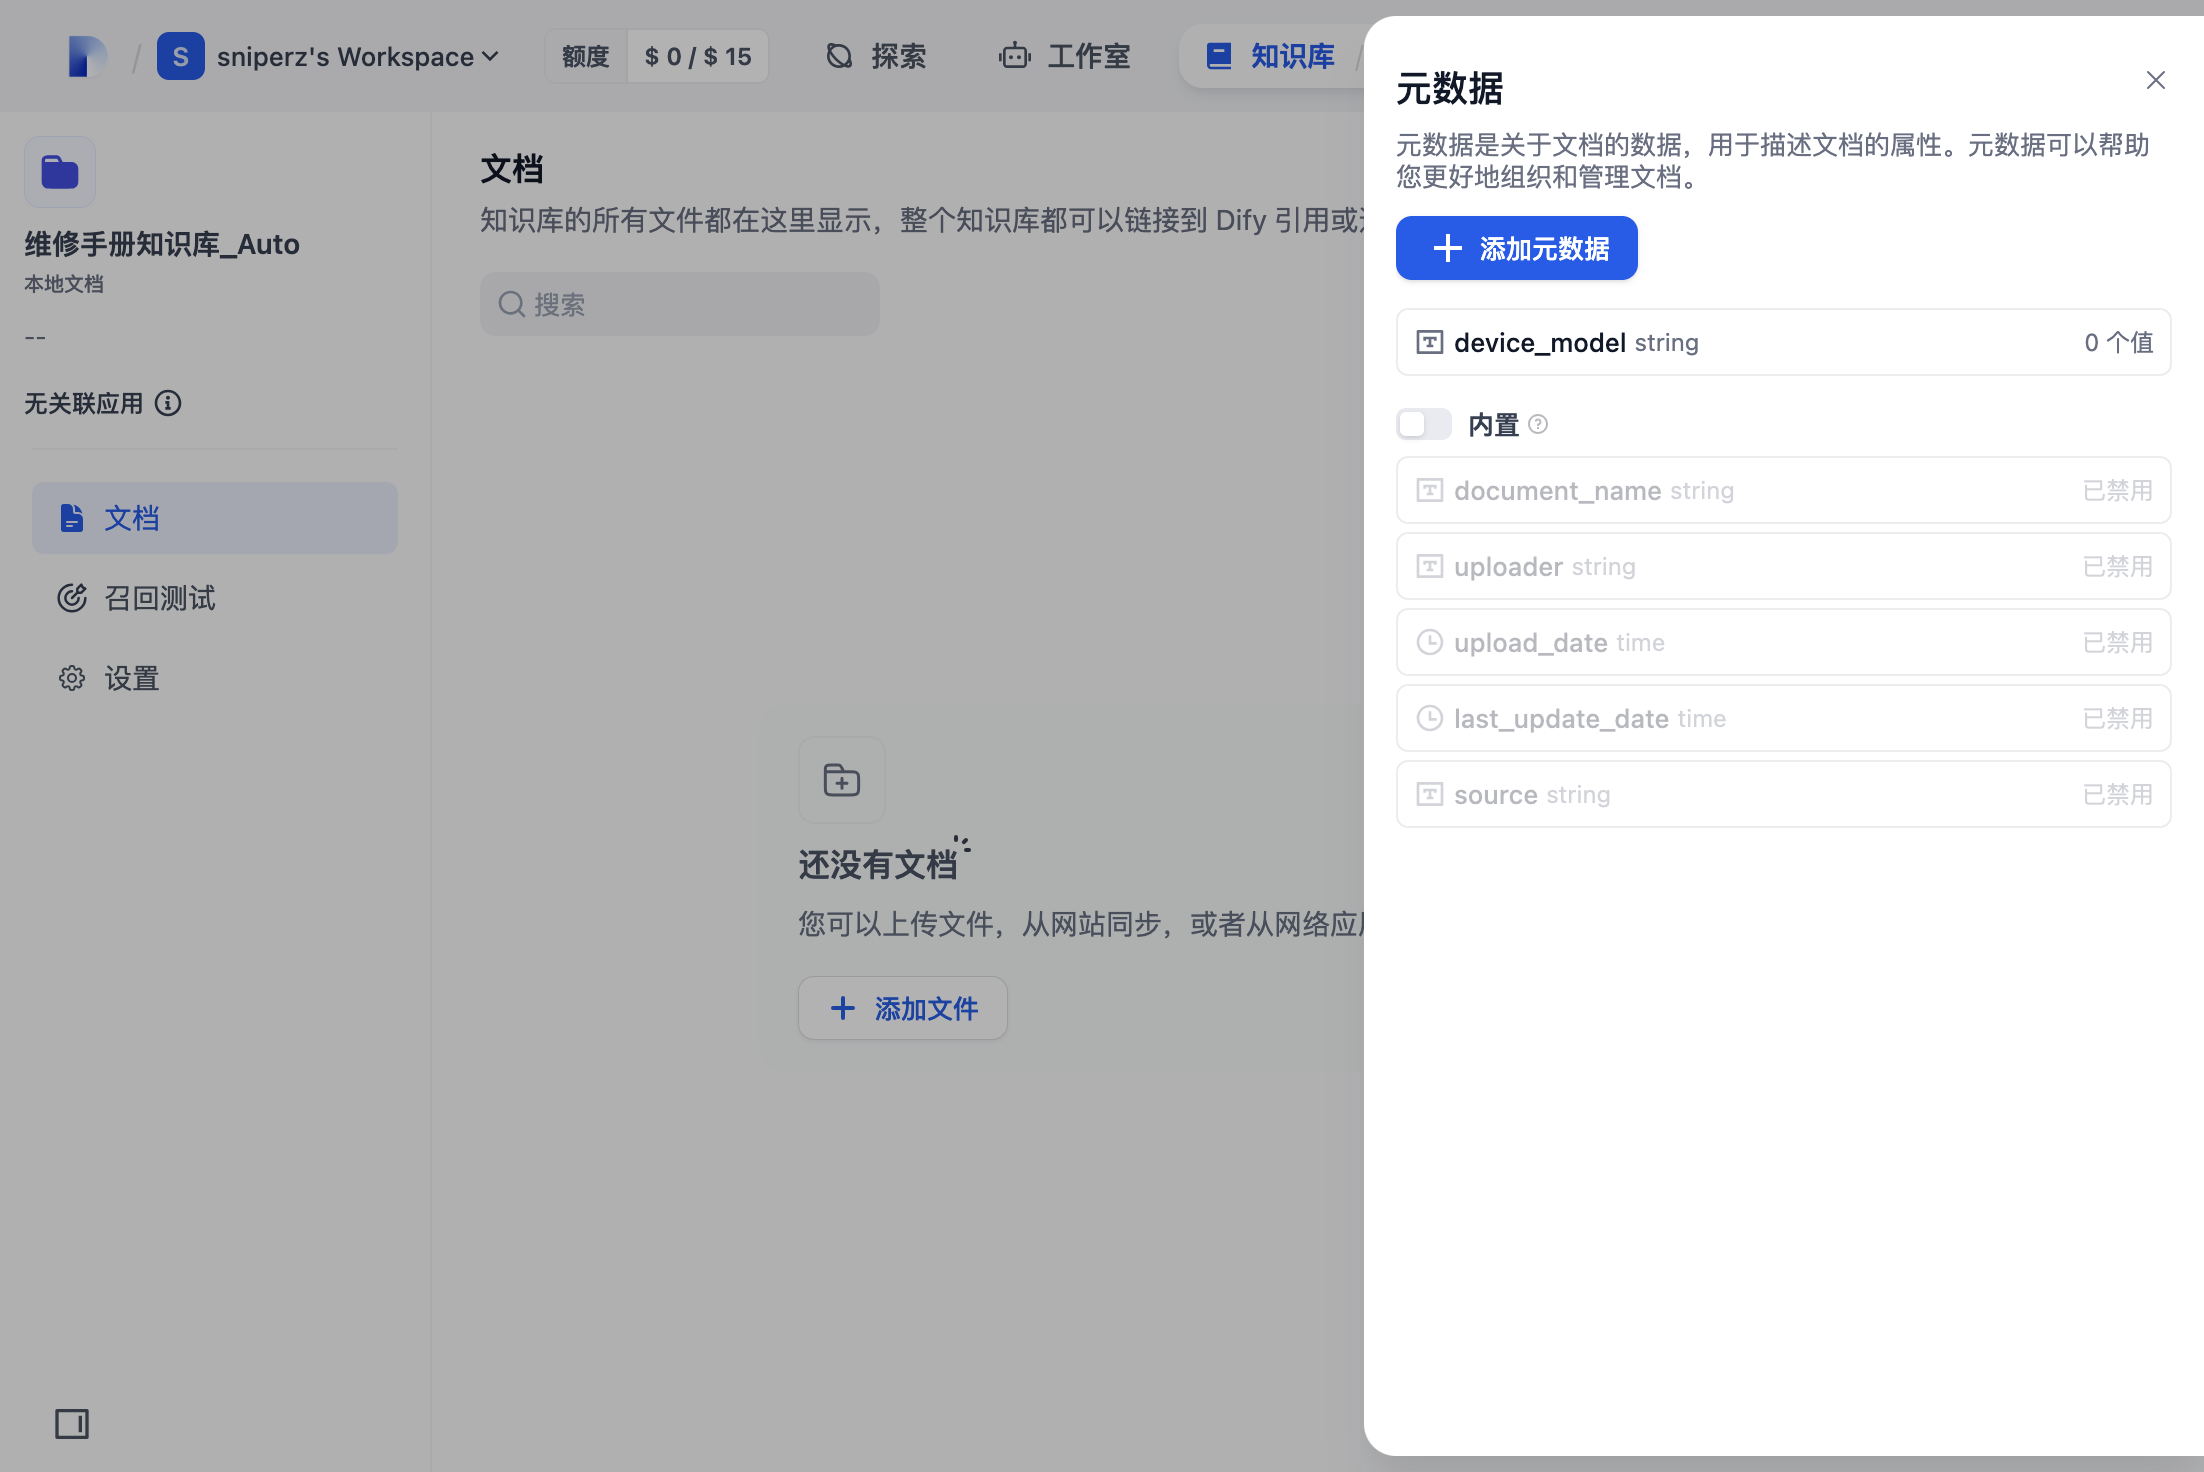 S sniperz's Workspace
额度 $ 0 / $ 15
探索
工作室
知识库 /
维修手册知识库_Auto
本地文档
--
无关联应用
文档
召回测试
设置
文档
知识库的所有文件都在这里显示，整个知识库都可以链接到 Dify 引用或
搜索
还没有文档
您可以上传文件，从网站同步，或者从网络应
添加文件
元数据
元数据是关于文档的数据，用于描述文档的属性。元数据可以帮助
您更好地组织和管理文档。
添加元数据
device_model string 0 个值
内置
document_name string 已禁用
uploader string 已禁用
upload_date time 已禁用
last_update_date time 已禁用
source string 已禁用